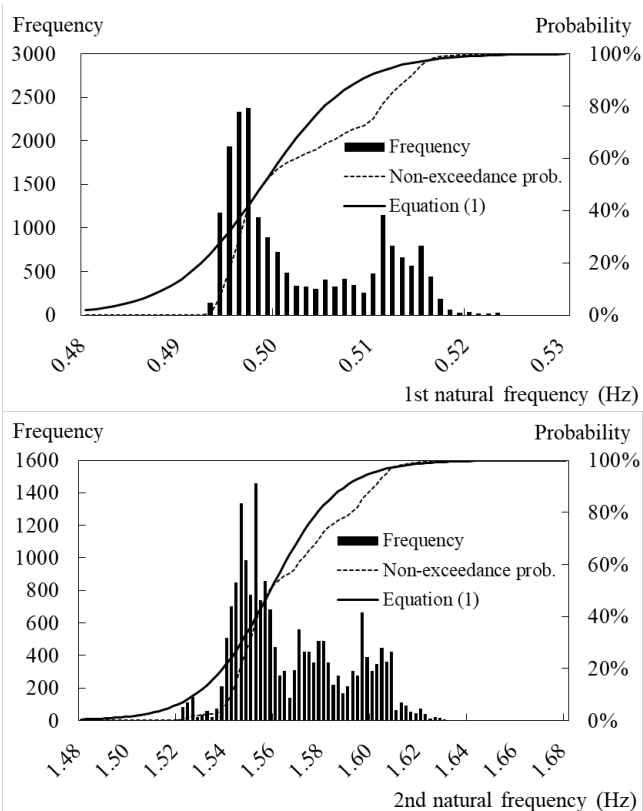 Frequency Probability
3000 100%
2500 80%
2000 60%
1500 40%
1000 20%
500 0%
0
Frequency
Non-exceedance prob.
Equation (1)
0.48 0.49 0.50 0.51 0.52 0.53
1st natural frequency (Hz)
Frequency Probability
1600 100%
1400 80%
1200 60%
1000 40%
800 20%
600 0%
400
200
0
Frequency
Non-exceedance prob.
Equation (1)
1.48 1.50 1.52 1.54 1.56 1.58 1.60 1.62 1.64 1.66 1.68
2nd natural frequency (Hz)